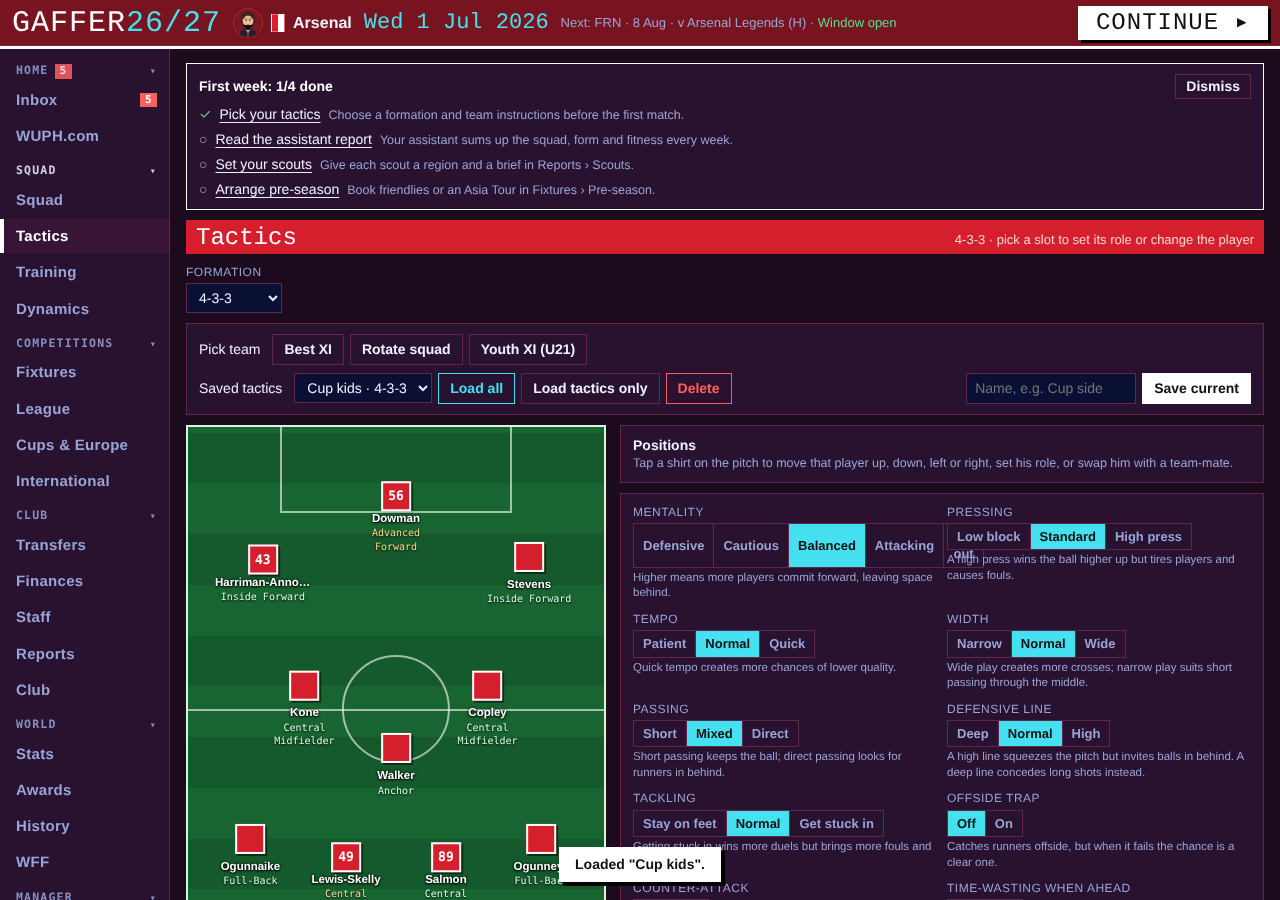 GAFFER26/27 Arsenal Wed 1 Jul 2026 Next: FRN · 8 Aug · v Arsenal Legends (H) · Window open CONTINUE ►
HOME 5 ▾
Inbox 5
WUPH.com
SQUAD ▾
Squad
Tactics
Training
Dynamics
COMPETITIONS ▾
Fixtures
League
Cups & Europe
International
CLUB ▾
Transfers
Finances
Staff
Reports
Club
WORLD ▾
Stats
Awards
History
WFF
MANAGER ▾
First week: 1/4 done Dismiss
✓ Pick your tactics Choose a formation and team instructions before the first match.
○ Read the assistant report Your assistant sums up the squad, form and fitness every week.
○ Set your scouts Give each scout a region and a brief in Reports › Scouts.
○ Arrange pre-season Book friendlies or an Asia Tour in Fixtures › Pre-season.
Tactics 4-3-3 · pick a slot to set its role or change the player
FORMATION
4-3-3
Pick team Best XI Rotate squad Youth XI (U21)
Saved tactics Cup kids · 4-3-3 Load all Load tactics only Delete Name, e.g. Cup side Save current
56
Dowman
Advanced
Forward
43
Harriman-Anno…
Inside Forward
Stevens
Inside Forward
Kone
Central
Midfielder
Copley
Central
Midfielder
Walker
Anchor
Ogunnaike
Full-Back
49
Lewis-Skelly
Central
89
Salmon
Central
Positions
Tap a shirt on the pitch to move that player up, down, left or right, set his role, or swap him with a team-mate.
MENTALITY
Defensive Cautious Balanced Attacking out
Higher means more players commit forward, leaving space
behind.
PRESSING
Low block Standard High press
A high press wins the ball higher up but tires players and
causes fouls.
TEMPO
Patient Normal Quick
Quick tempo creates more chances of lower quality.
WIDTH
Narrow Normal Wide
Wide play creates more crosses; narrow play suits short
passing through the middle.
PASSING
Short Mixed Direct
Short passing keeps the ball; direct passing looks for
runners in behind.
DEFENSIVE LINE
Deep Normal High
A high line squeezes the pitch but invites balls in behind. A
deep line concedes long shots instead.
TACKLING
Stay on feet Normal Get stuck in
Getting stuck in wins more duels but brings more fouls and
OFFSIDE TRAP
Off On
Catches runners offside, but when it fails the chance is a
clear one.
COUNTER-ATTACK
TIME-WASTING WHEN AHEAD
Loaded "Cup kids".